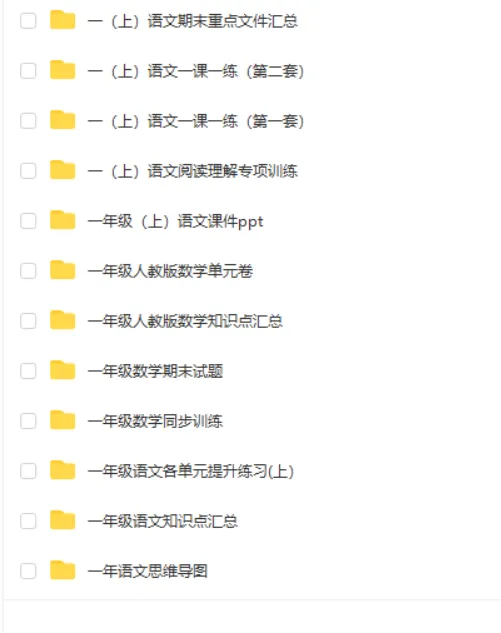 一（上）语文期末重点文件汇总
一（上）语文一课一练（第二套）
一（上）语文一课一练（第一套）
一（上）语文阅读理解专项训练
一年级（上）语文课件ppt
一年级人教版数学单元卷
一年级人教版数学知识点汇总
一年级数学期末试题
一年级数学同步训练
一年级语文各单元提升练习(上)
一年级语文知识点汇总
一年语文思维导图